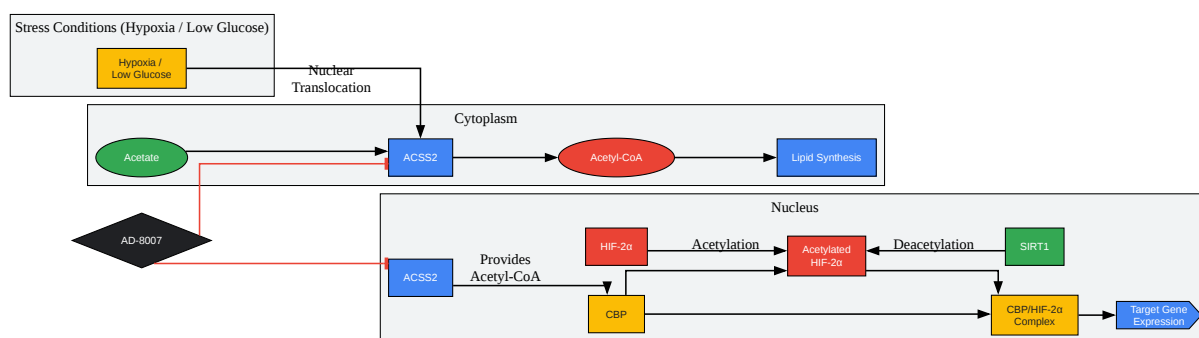 Stress Conditions (Hypoxia / Low Glucose)
Hypoxia /
Low Glucose
Nuclear
Translocation
Cytoplasm
Acetate
ACSS2
Acetyl-CoA
Lipid Synthesis
AD-8007
Nucleus
HIF-2α
Acetylation
Acetylated
HIF-2α
Deacetylation
SIRT1
ACSS2
Provides
Acetyl-CoA
CBP
CBP/HIF-2α
Complex
Target Gene
Expression